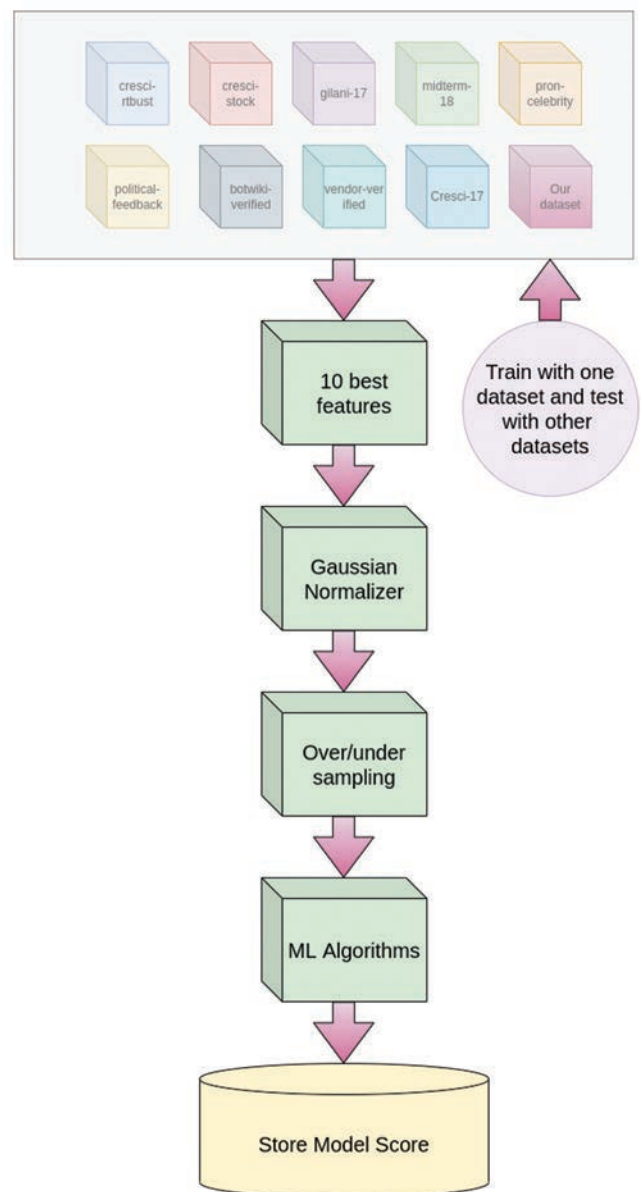 cresci-
rtbust
cresci-
stock
gilani-17
midterm-
18
pron-
celebrity
political-
feedback
botwiki-
verified
vendor-ver
ified
Cresci-17
Our
dataset
10 best
features
Train with one
dataset and test
with other
datasets
Gaussian
Normalizer
Over/under
sampling
ML Algorithms
Store Model Score